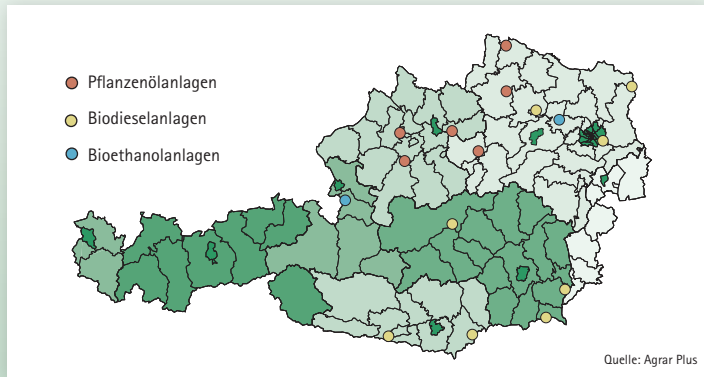 Pflanzenölanlagen
Biodieselanlagen
Bioethanolanlagen
Quelle: Agrar Plus